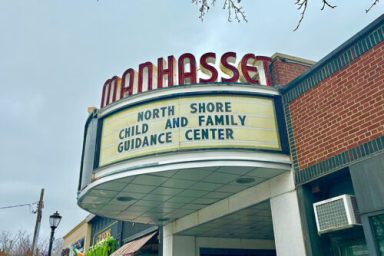 MANHASSET
NORTH SHORE
CHILD AND FAMILY
GUIDANCE CENTER